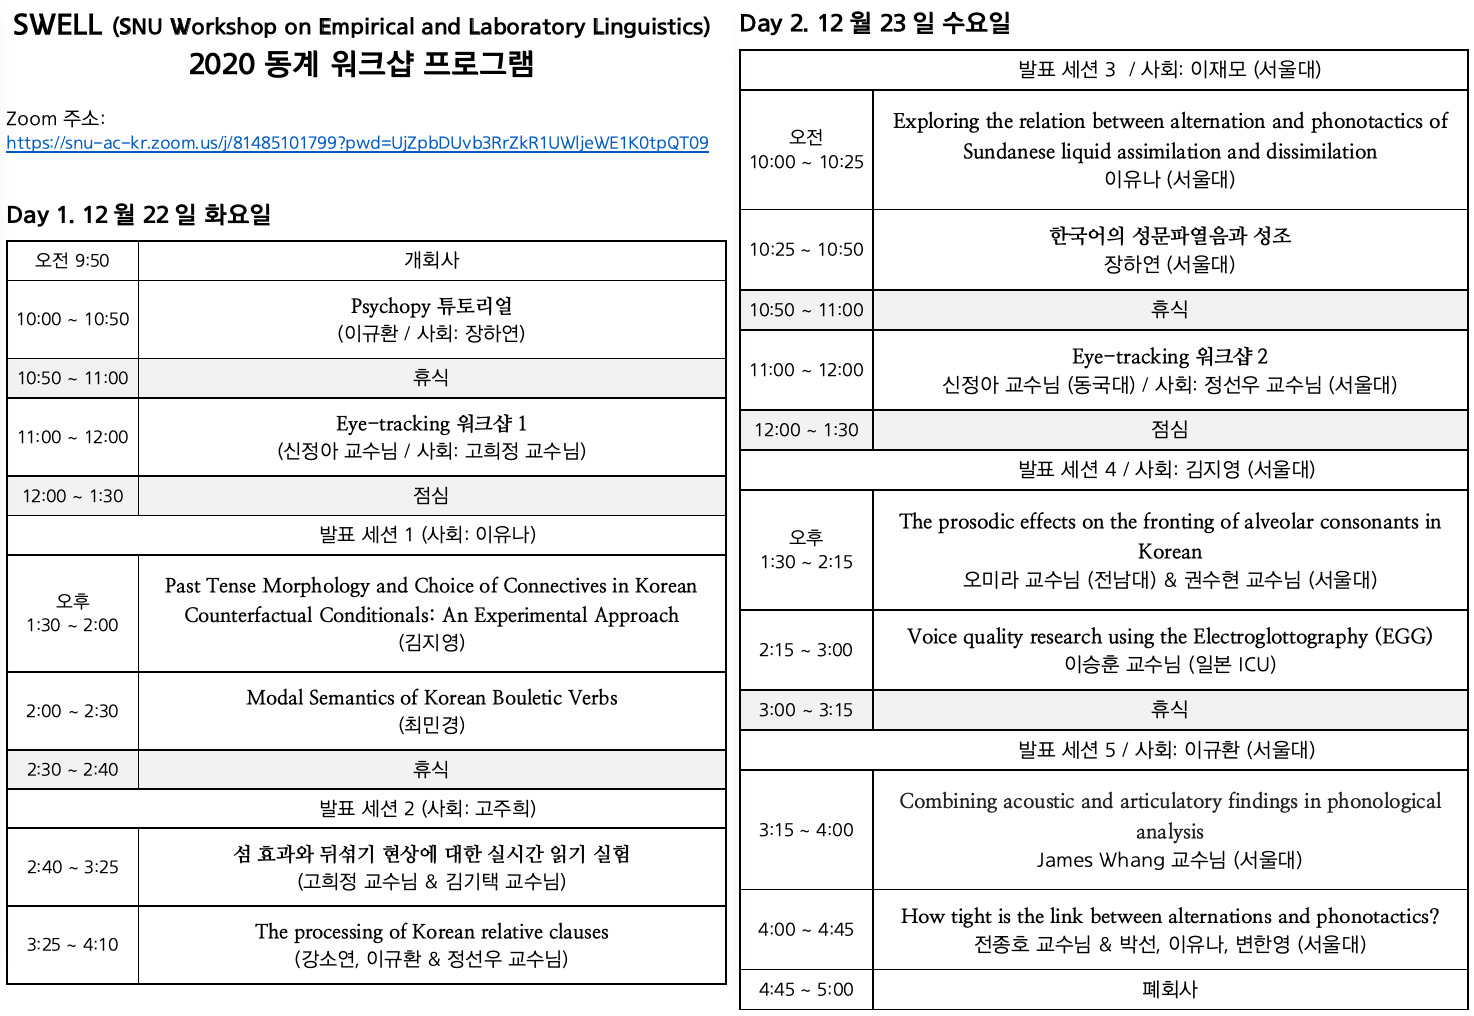 SWELL (SNU Workshop on Empirical and Laboratory Linguistics)
2020 동계 워크샵 프로그램
Zoom 주소:
https://snu-ac-kr.zoom.us/j/81485101799?pwd=UjZpbDUvb3RrZkR1UWljeWE1K0tpQT09
Day 1. 12 월 22 일 화요일
오전 9:50 개회사
10:00 ~ 10:50 Psychopy 튜토리얼
(이규환 / 사회: 장하연)
10:50 ~ 11:00 휴식
11:00 ~ 12:00 Eye-tracking 워크샵 1
(신정아 교수님 / 사회: 고희정 교수님)
12:00 ~ 1:30 점심
발표 세션 1 (사회: 이유나)
오후
1:30 ~ 2:00
Past Tense Morphology and Choice of Connectives in Korean
Counterfactual Conditionals: An Experimental Approach
(김지영)
2:00 ~ 2:30 Modal Semantics of Korean Bouletic Verbs
(최민경)
2:30 ~ 2:40 휴식
발표 세션 2 (사회: 고주희)
2:40 ~ 3:25 섬 효과와 뒤섞기 현상에 대한 실시간 읽기 실험
(고희정 교수님 & 김기택 교수님)
3:25 ~ 4:10 The processing of Korean relative clauses
(강소연, 이규환 & 정선우 교수님)
Day 2. 12 월 23 일 수요일
발표 세션 3 / 사회: 이재모 (서울대)
오전
10:00 ~ 10:25
Exploring the relation between alternation and phonotactics of
Sundanese liquid assimilation and dissimilation
이유나 (서울대)
10:25 ~ 10:50 한국어의 성문파열음과 성조
장하연 (서울대)
10:50 ~ 11:00 휴식
11:00 ~ 12:00 Eye-tracking 워크샵 2
신정아 교수님 (동국대) / 사회: 정선우 교수님 (서울대)
12:00 ~ 1:30 점심
발표 세션 4 / 사회: 김지영 (서울대)
오후
1:30 ~ 2:15
The prosodic effects on the fronting of alveolar consonants in
Korean
오미라 교수님 (전남대) & 권수현 교수님 (서울대)
2:15 ~ 3:00 Voice quality research using the Electroglottography (EGG)
이승훈 교수님 (일본 ICU)
3:00 ~ 3:15 휴식
발표 세션 5 / 사회: 이규환 (서울대)
3:15 ~ 4:00 Combining acoustic and articulatory findings in phonological
analysis
James Whang 교수님 (서울대)
4:00 ~ 4:45 How tight is the link between alternations and phonotactics?
전종호 교수님 & 박선, 이유나, 변한영 (서울대)
4:45 ~ 5:00 폐회사